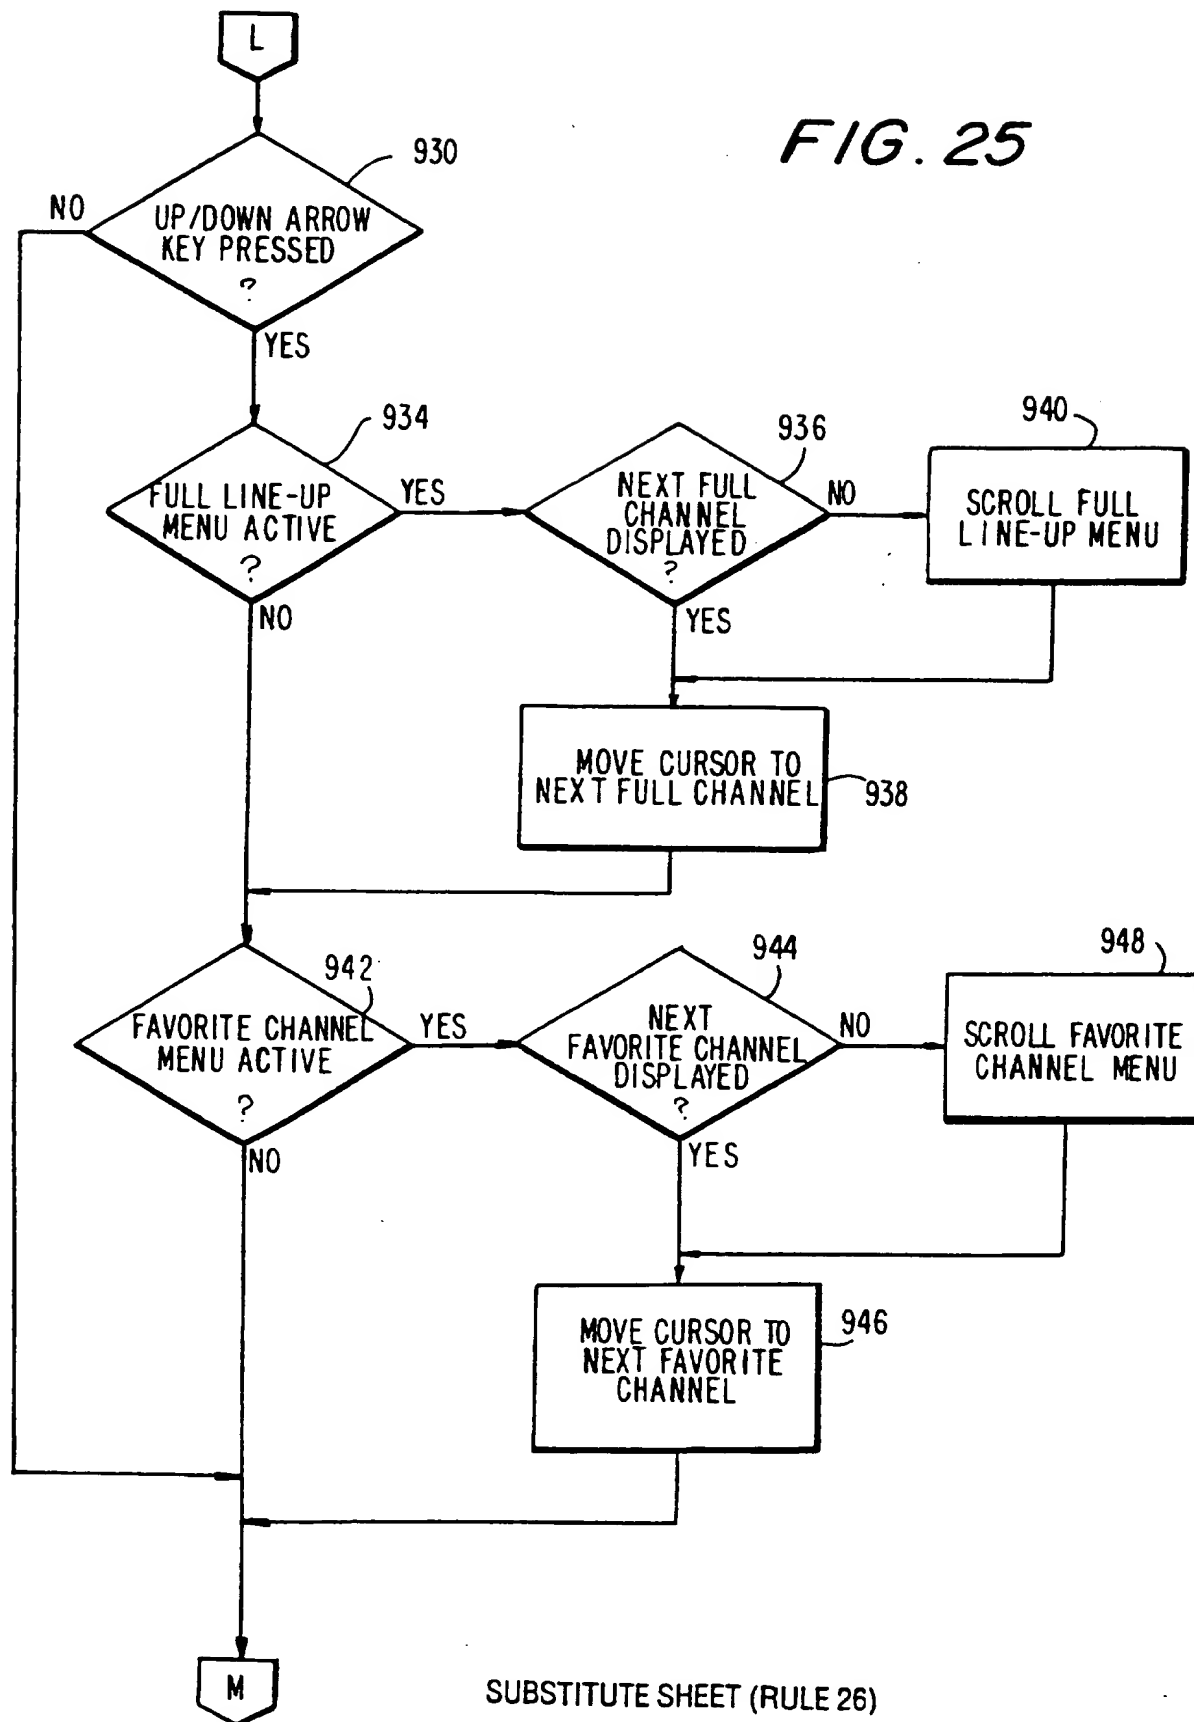 L
FIG. 25
930
NO
UP/DOWN ARROW
KEY PRESSED
?
YES
934
FULL LINE-UP
MENU ACTIVE
?
YES
NO
936
NEXT FULL
CHANNEL
DISPLAYED
?
NO
YES
940
SCROLL FULL
LINE-UP MENU
MOVE CURSOR TO
NEXT FULL CHANNEL
938
942
FAVORITE CHANNEL
MENU ACTIVE
?
YES
NO
944
NEXT
FAVORITE CHANNEL
DISPLAYED
?
NO
YES
948
SCROLL FAVORITE
CHANNEL MENU
MOVE CURSOR TO
NEXT FAVORITE
CHANNEL
946
M
SUBSTITUTE SHEET (RULE 26)